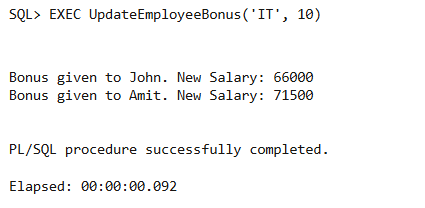 SQL> EXEC UpdateEmployeeBonus('IT', 10)
Bonus given to John. New Salary: 66000
Bonus given to Amit. New Salary: 71500
PL/SQL procedure successfully completed.
Elapsed: 00:00:00.092